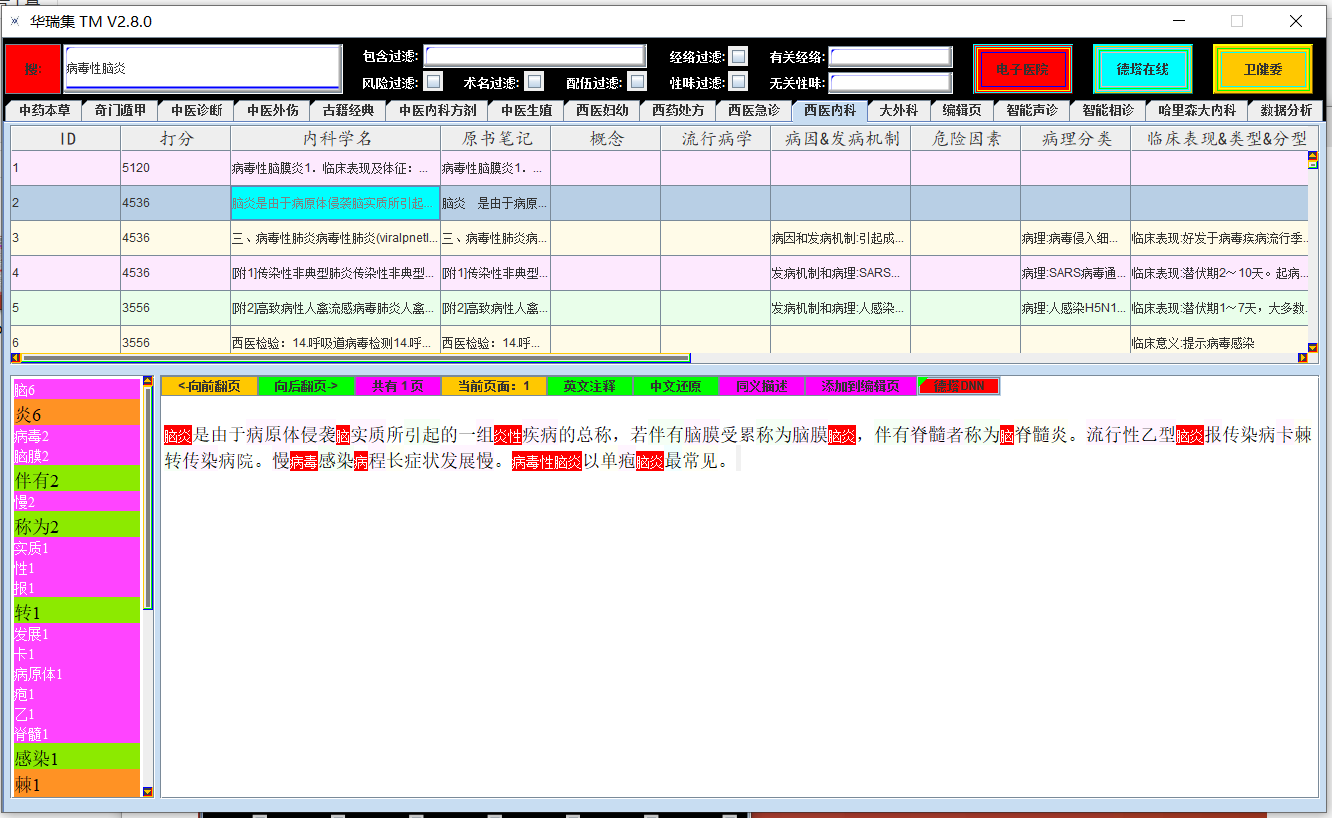 华瑞集 TM V2.8.0
搜:
病毒性脑炎
包含过滤:
经络过滤:
有关经络:
电子医院
德塔在线
卫健委
风险过滤:
术名过滤:
配伍过滤:
性味过滤:
无关性味:
中药本草 奇门遁甲 中医诊断 中医外伤 古籍经典 中医内科方剂 中医生殖 西医妇幼 西药处方 西医急诊 西医内科 大外科 编辑页 智能声诊 智能相诊 哈里森大内科 数据分析
ID 打分 内科学名 原书笔记 概念 流行病学 病因&发病机制 危险因素 病理分类 临床表现&类型&分型
1 5120 病毒性脑膜炎1．临床表现及体征：... 病毒性脑膜炎1．...
2 4536 脑炎是由于病原体侵袭脑实质所引起... 脑炎　是由于病原...
3 4536 三、病毒性肺炎病毒性肺炎(viralpnetl... 三、病毒性肺炎病... 病因和发病机制:引起成... 病理:病毒侵入细... 临床表现:好发于病毒疾病流行季...
4 4536 [附1]传染性非典型肺炎传染性非典型... [附1]传染性非典型... 发病机制和病理:SARS... 病理:SARS病毒通... 临床表现:潜伏期2～10天。起病...
5 3556 [附2]高致病性人禽流感病毒肺炎人禽... [附2]高致病性人禽... 发病机制和病理:人感染... 病理:人感染H5N1... 临床表现:潜伏期1～7天，大多数...
6 3556 西医检验：14.呼吸道病毒检测14.呼... 西医检验：14.呼... 临床意义:提示病毒感染
<-向前翻页 向后翻页-> 共有 1 页 当前页面：1 英文注释 中文还原 同义描述 添加到编辑页 德塔DNN
脑6
炎6
病毒2
脑膜2
伴有2
慢2
称为2
实质1
性1
报1
转1
发展1
卡1
病原体1
疱1
乙1
脊髓1
感染1
棘1
脑炎是由于病原体侵袭脑实质所引起的一组炎性疾病的总称，若伴有脑膜受累称为脑膜脑炎，伴有脊髓者称为脑脊髓炎。流行性乙型脑炎报传染病卡棘
转传染病院。慢病毒感染病程长症状发展慢。病毒性脑炎以单疱脑炎最常见。